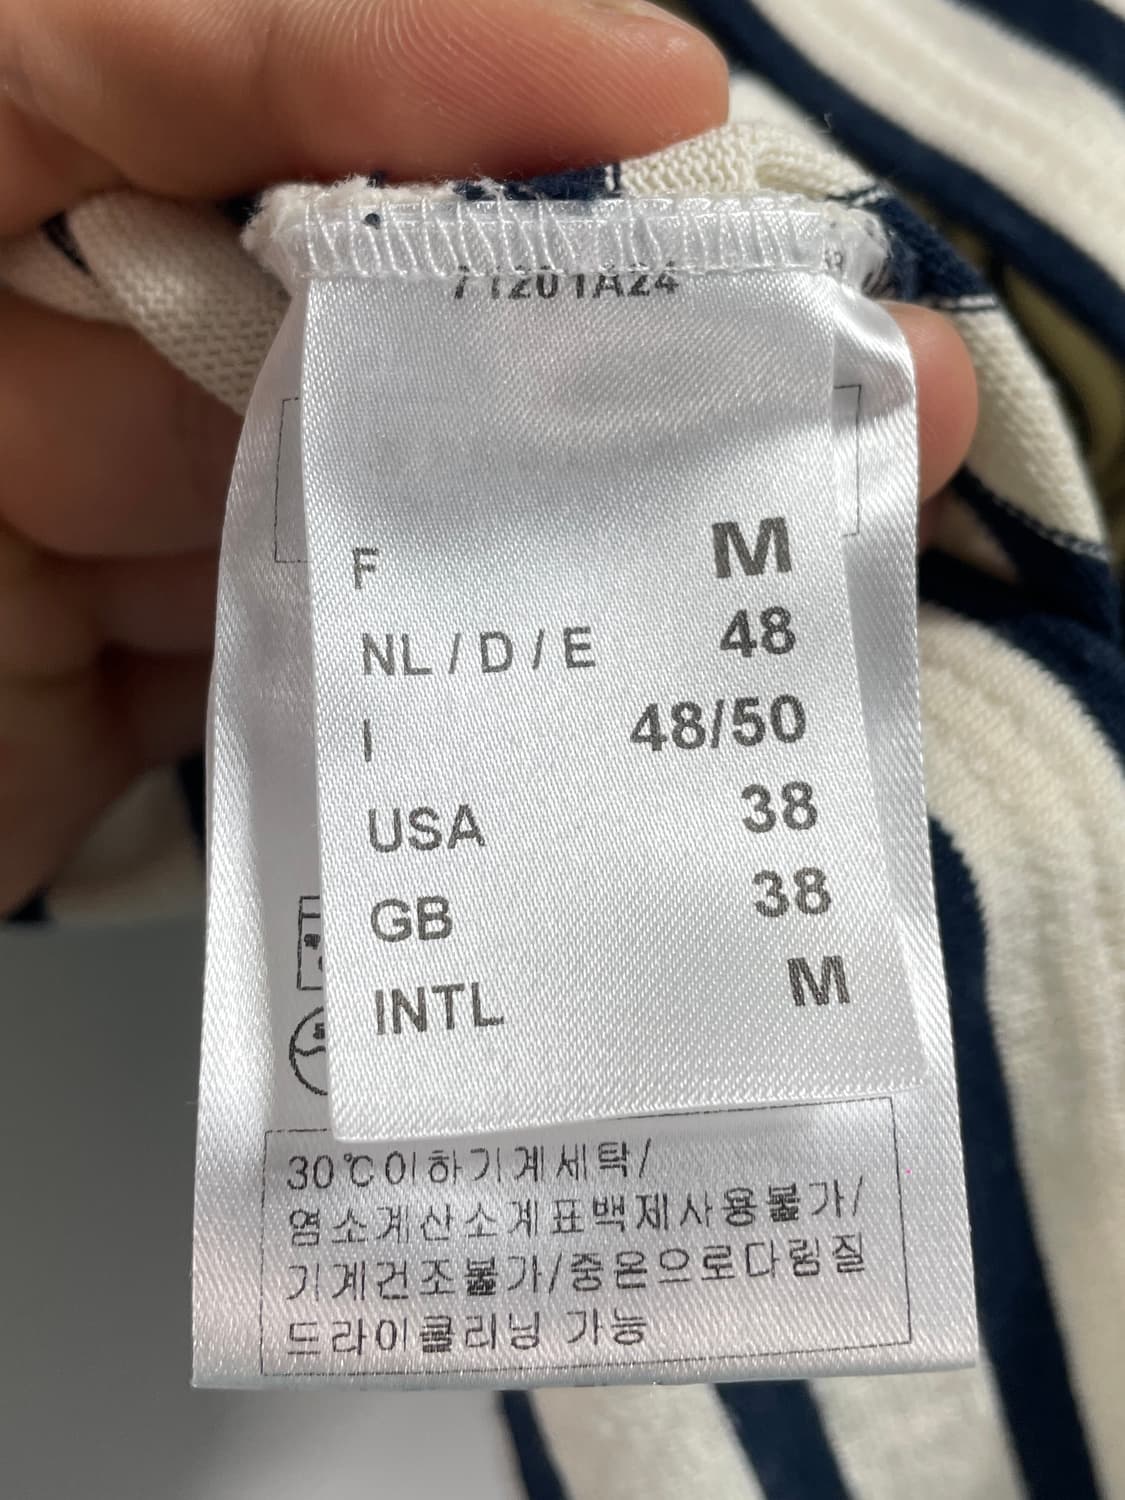 71201A24
F M
NL / D / E 48
I 48/50
USA 38
GB 38
INTL M
30℃이하기계세탁/
염소계산소계표백제사용불가/
기계건조불가/중온으로다림질
드라이클리닝 가능